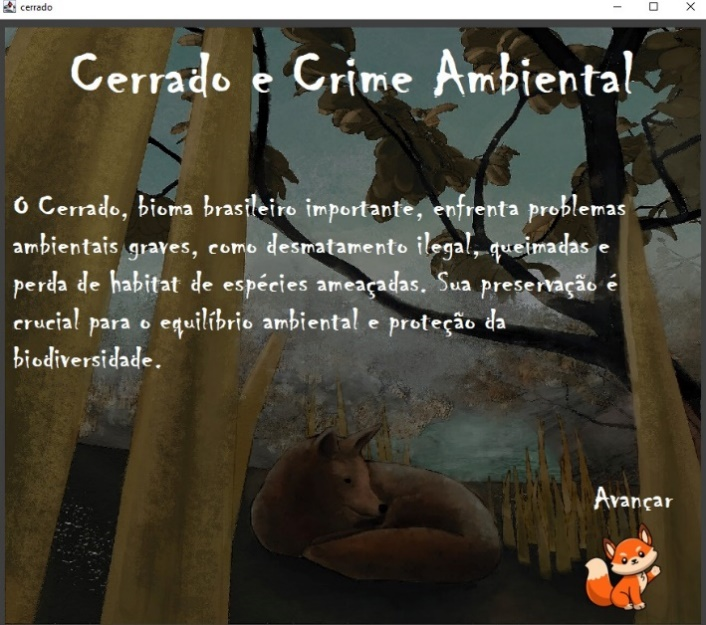 cerrado
Cerrado e Crime Ambiental
O Cerrado, bioma brasileiro importante, enfrenta problemas
ambientais graves, como desmatamento ilegal, queimadas e
perda de habitat de espécies ameaçadas. Sua preservação é
crucial para o equilíbrio ambiental e proteção da
biodiversidade.
Avançar